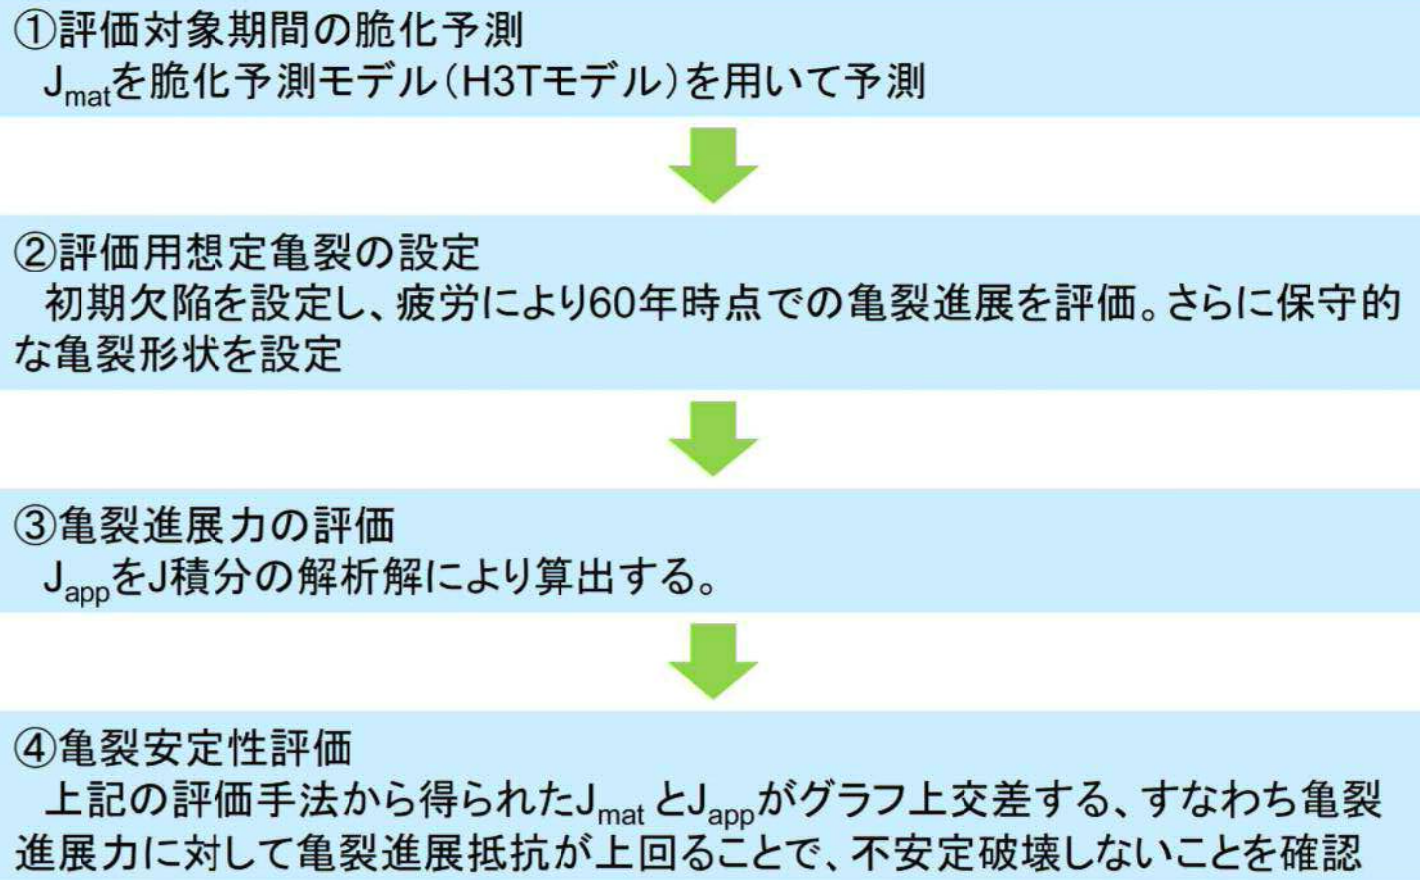 ①評価対象期間の脆化予測
J_matを脆化予測モデル（H3Tモデル）を用いて予測
②評価用想定亀裂の設定
初期欠陥を設定し、疲労により60年時点での亀裂進展を評価。さらに保守的
な亀裂形状を設定
③亀裂進展力の評価
J_appをJ積分の解析解により算出する。
④亀裂安定性評価
上記の評価手法から得られたJ_mat とJ_appがグラフ上交差する、すなわち亀裂
進展力に対して亀裂進展抵抗が上回ることで、不安定破壊しないことを確認